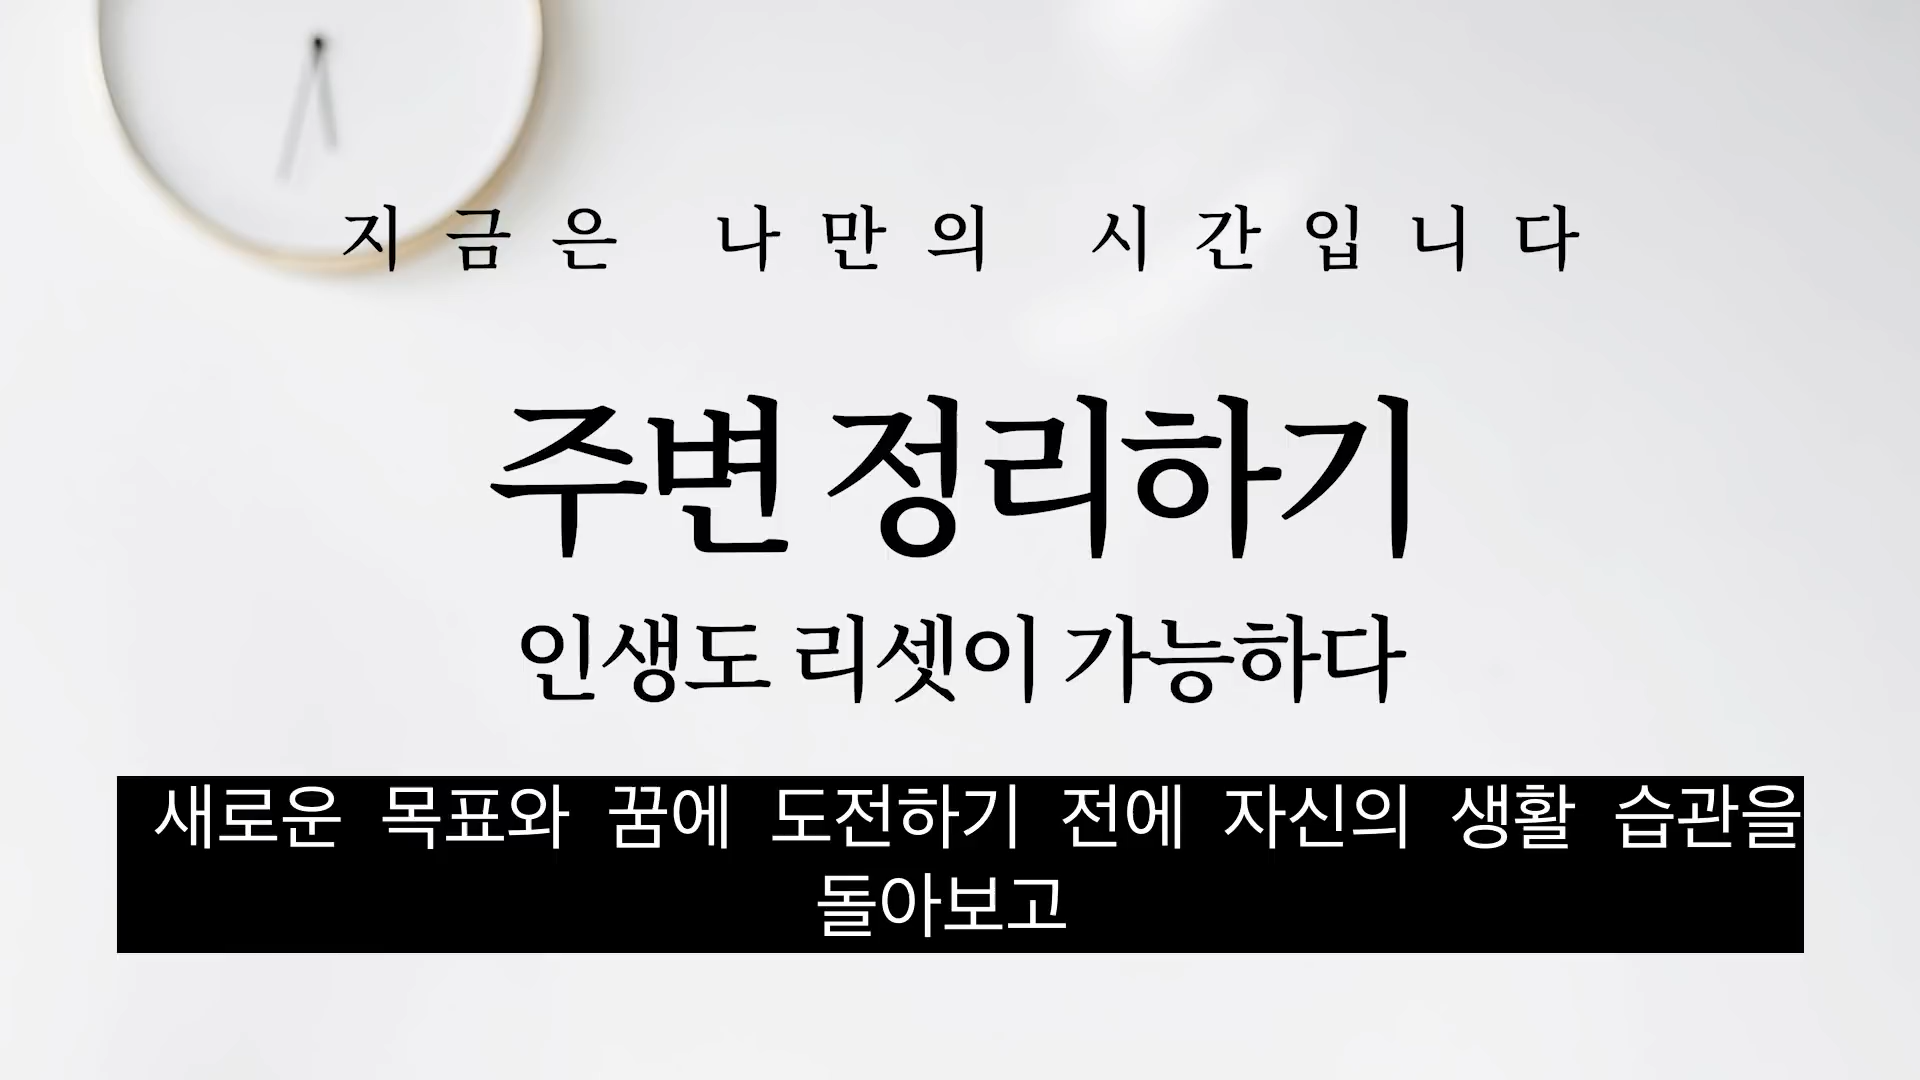 지금은 나만의 시간입니다
주변 정리하기
인생도 리셋이 가능하다
새로운 목표와 꿈에 도전하기 전에 자신의 생활 습관을
돌아보고